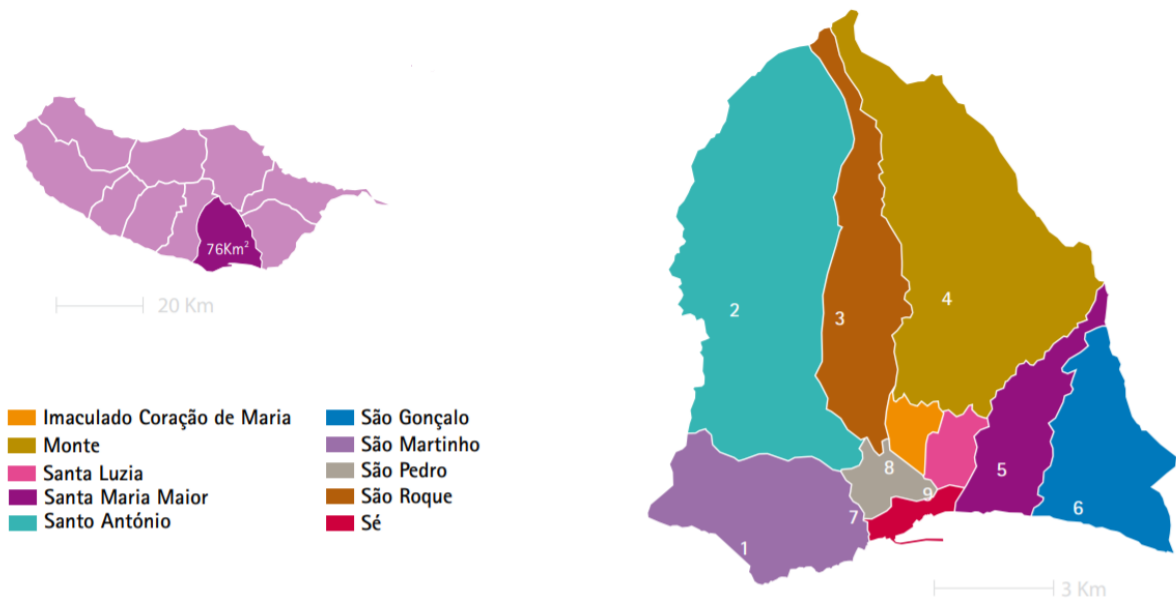 76Km²
20 Km
Imaculado Coração de Maria
Monte
Santa Luzia
Santa Maria Maior
Santo António
São Gonçalo
São Martinho
São Pedro
São Roque
Sé
2
3
4
8
5
9
7
6
1
3 Km